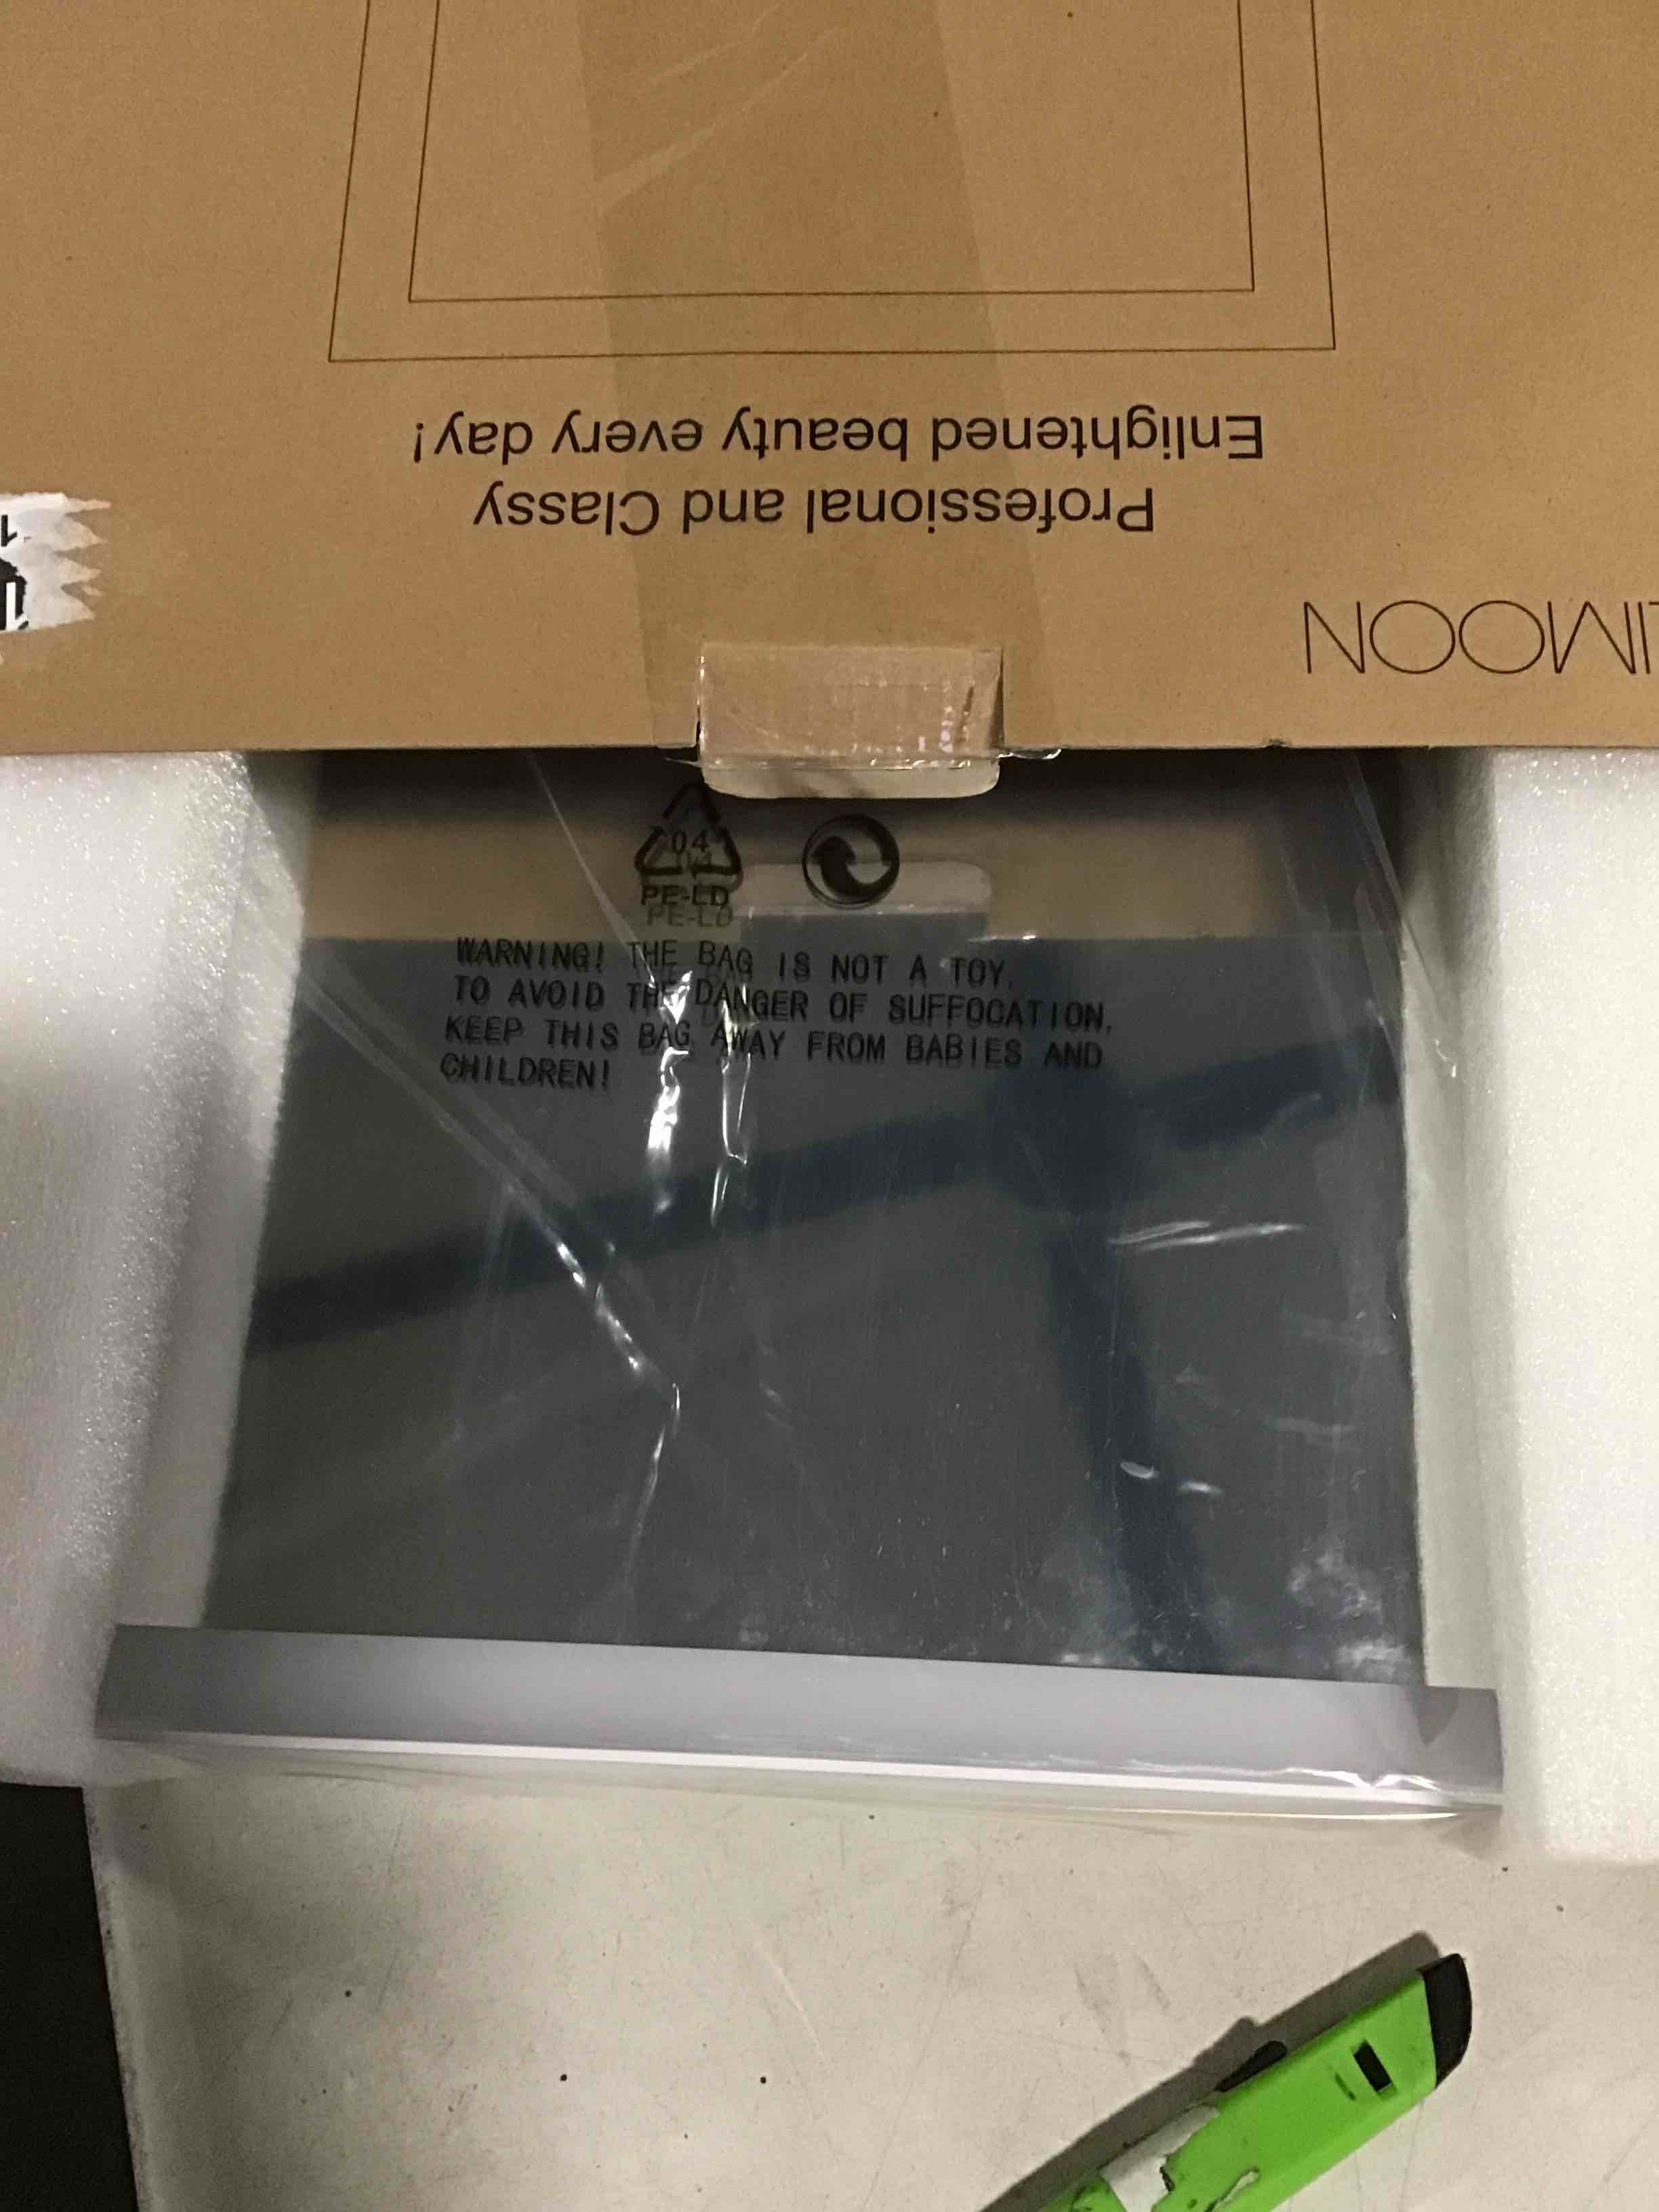 Enlightened beauty every day!
Professional and Classy
IMOON
04
PE-LD
WARNING! THE BAG IS NOT A TOY.
TO AVOID THE DANGER OF SUFFOCATION,
KEEP THIS BAG AWAY FROM BABIES AND
CHILDREN!